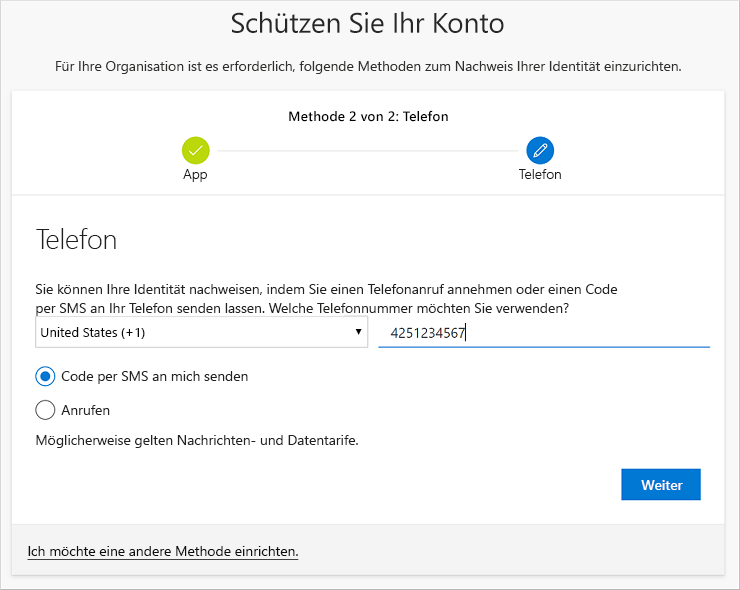 Schützen Sie Ihr Konto
Für Ihre Organisation ist es erforderlich, folgende Methoden zum Nachweis Ihrer Identität einzurichten.
Methode 2 von 2: Telefon
App
Telefon
Telefon
Sie können Ihre Identität nachweisen, indem Sie einen Telefonanruf annehmen oder einen Code
per SMS an Ihr Telefon senden lassen. Welche Telefonnummer möchten Sie verwenden?
United States (+1)
4251234567
Code per SMS an mich senden
Anrufen
Möglicherweise gelten Nachrichten- und Datentarife.
Weiter
Ich möchte eine andere Methode einrichten.